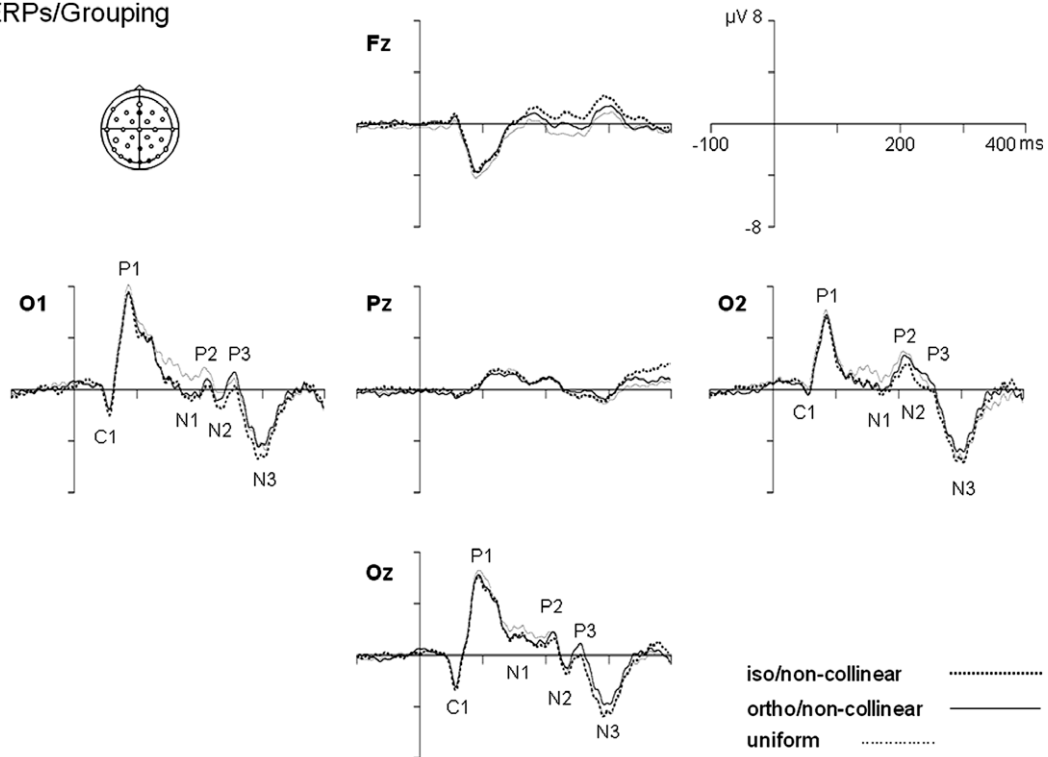 ERPs/Grouping
Fz
µV 8
-100
200
400 ms
-8
O1
P1
P2
P3
C1
N1
N2
N3
Pz
O2
P1
P2
P3
C1
N1
N2
N3
Oz
P1
P2
P3
C1
N1
N2
N3
iso/non-collinear
ortho/non-collinear
uniform